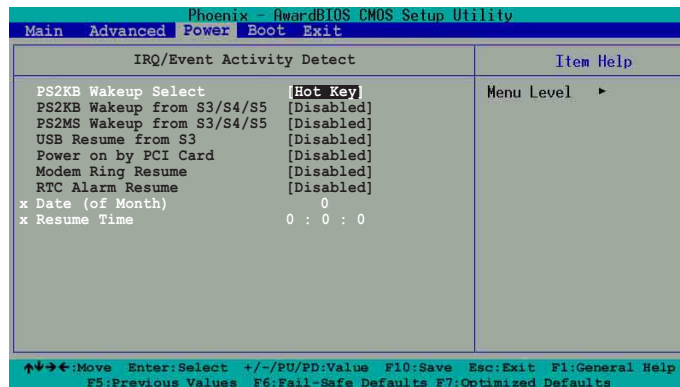 Phoenix - AwardBIOS CMOS Setup Utility
Main Advanced Power Boot Exit
IRQ/Event Activity Detect
Item Help
PS2KB Wakeup Select [Hot Key]
Menu Level ►
PS2KB Wakeup from S3/S4/S5 [Disabled]
PS2MS Wakeup from S3/S4/S5 [Disabled]
USB Resume from S3 [Disabled]
Power on by PCI Card [Disabled]
Modem Ring Resume [Disabled]
RTC Alarm Resume [Disabled]
x Date (of Month) 0
x Resume Time 0 : 0 : 0
↑↓→←:Move Enter:Select +/-/PU/PD:Value F10:Save Esc:Exit F1:General Help
F5:Previous Values F6:Fail-Safe Defaults F7:Optimized Defaults